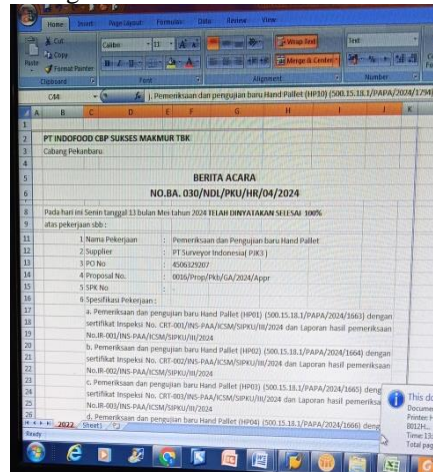 Home Insert Page Layout Formulas Data Review View
Cut
Copy
Format Painter
Paste
Calibri 11
Wrap Text
Merge & Center
Text
Clipboard Font Alignment Number
C44 j. Pemeriksaan dan pengujian baru Hand Pallet (HP10) (500.15.18.1/PAPA/2024/1794)
A B C D E F G H I J K
PT INDOFOOD CBP SUKSES MAKMUR TBK
Cabang Pekanbaru
BERITA ACARA
NO.BA. 030/NDL/PKU/HR/04/2024
Pada hari ini Senin tanggal 13 bulan Mei tahun 2024 TELAH DINYATAKAN SELESAI 100%
atas pekerjaan sbb :
1 Nama Pekerjaan : Pemeriksaan dan Pengujian baru Hand Pallet
2 Supplier : PT Surveyor Indonesia( PJK3 )
3 PO No : 4506329207
4 Proposal No. : 0016/Prop/Pkb/GA/2024/Appr
5 SPK No : -
6 Spesifikasi Pekerjaan :
a. Pemeriksaan dan pengujian baru Hand Pallet (HP01) (500.15.18.1/PAPA/2024/1663) dengan
sertifikat Inspeksi No. CRT-001/INS-PAA/ICSM/SIPKU/III/2024 dan Laporan hasil pemeriksaan
No.IR-001/INS-PAA/ICSM/SIPKU/III/2024
b. Pemeriksaan dan pengujian baru Hand Pallet (HP02) (500.15.18.1/PAPA/2024/1664) dengan
sertifikat Inspeksi No. CRT-002/INS-PAA/ICSM/SIPKU/III/2024 dan Laporan hasil pemeriksaan
No.IR-002/INS-PAA/ICSM/SIPKU/III/2024
c. Pemeriksaan dan pengujian baru Hand Pallet (HP03) (500.15.18.1/PAPA/2024/1665) deng
sertifikat Inspeksi No. CRT-003/INS-PAA/ICSM/SIPKU/III/2024 dan Laporan hasil pemeriksa
No.IR-003/INS-PAA/ICSM/SIPKU/III/2024
d. Pemeriksaan dan pengujian baru Hand Pallet (HP04) (500.15.18.1/PAPA/2024/1666) deng
This do
Docume
Printer: H
8012H...
Time: 13:
Total pag
2022 Sheet1
Ready